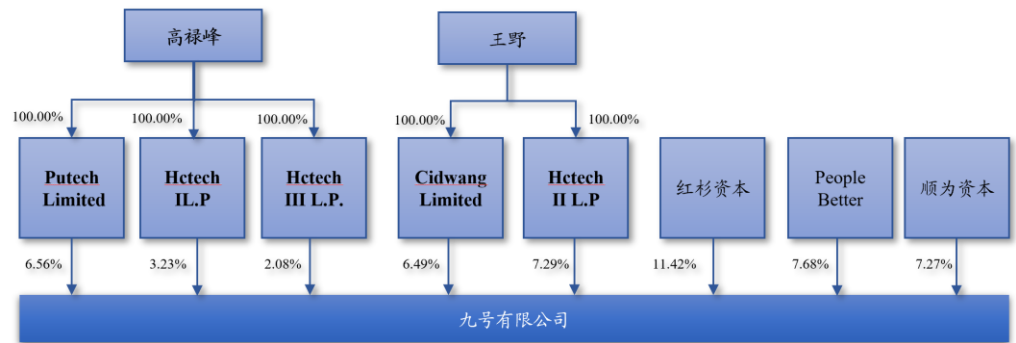 高禄峰
王野
100.00%
100.00%
100.00%
100.00%
100.00%
Putech
Limited
Hctech
IL.P
Hctech
III L.P.
Cidwang
Limited
Hctech
II L.P
红杉资本
People
Better
顺为资本
6.56%
3.23%
2.08%
6.49%
7.29%
11.42%
7.68%
7.27%
九号有限公司